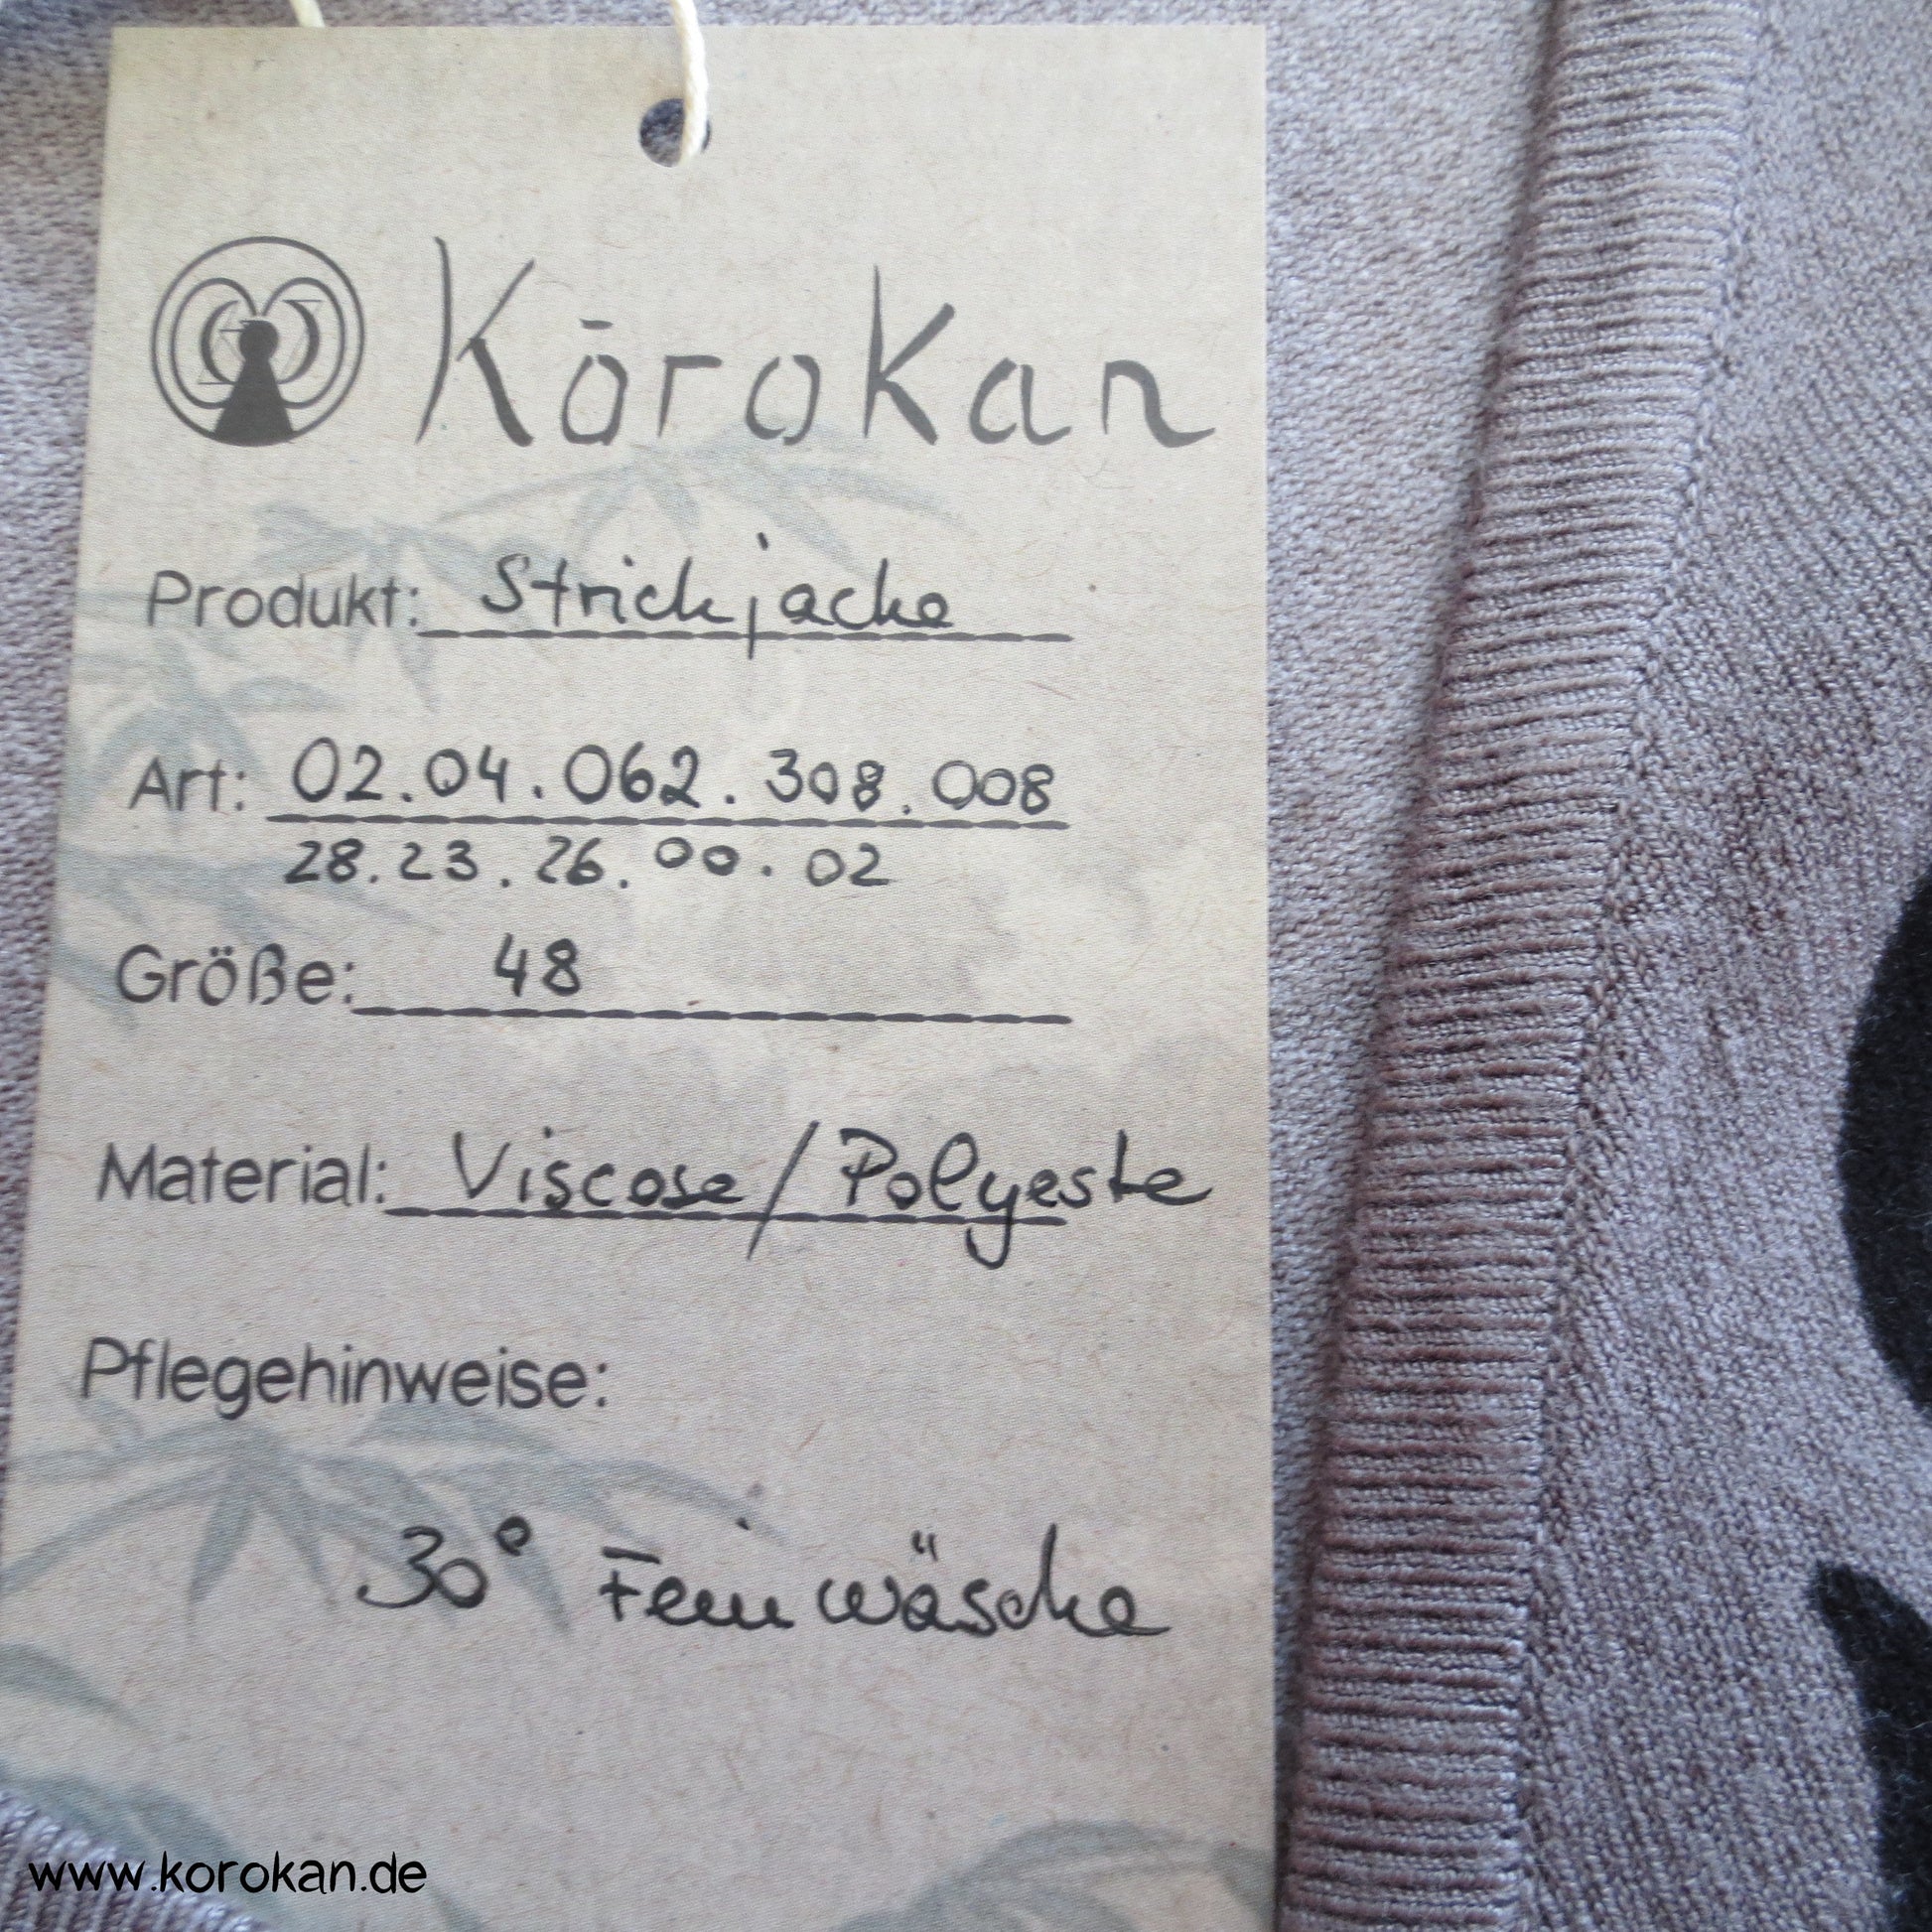 Kōrokan
Produkt: Strickjacke
Art: 02.04.062.308.008
28.23.26.00.02
Größe: 48
Material: Viscose/Polyeste
Pflegehinweise:
30° Feinwäsche
www.korokan.de